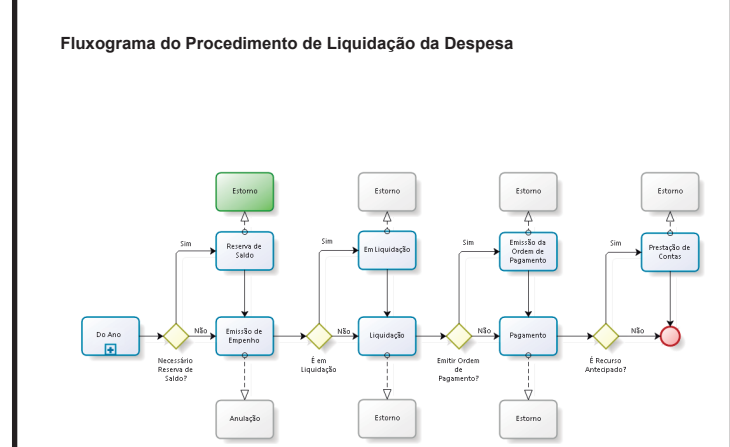 Fluxograma do Procedimento de Liquidação da Despesa
Estorno
Estorno
Estorno
Estorno
Sim
Reserva de
Saldo
Sim
Em Liquidação
Sim
Emissão da
Ordem de
Pagamento
Sim
Prestação de
Contas
Do Ano
Não
Emissão de
Empenho
Não
Liquidação
Não
Pagamento
Não
Necessário
Reserva de
Saldo?
É em
Liquidação
Emitir Ordem
de
Pagamento?
É Recurso
Antecipado?
Anulação
Estorno
Estorno